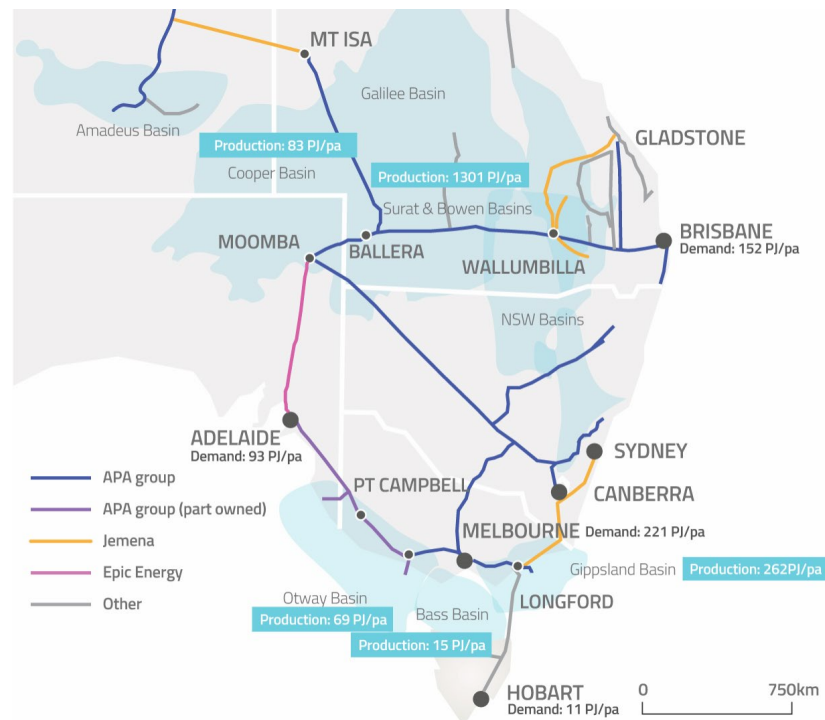 MT ISA
Galilee Basin
Amadeus Basin
GLADSTONE
Production: 83 PJ/pa
Cooper Basin
Production: 1301 PJ/pa
Surat & Bowen Basins
MOOMBA
BALLERA
WALLUMBILLA
BRISBANE
Demand: 152 PJ/pa
NSW Basins
ADELAIDE
Demand: 93 PJ/pa
SYDNEY
APA group
PT CAMPBELL
CANBERRA
APA group (part owned)
MELBOURNE Demand: 221 PJ/pa
Jemena
Epic Energy
Gippsland Basin
Production: 262PJ/pa
Other
Otway Basin
Production: 69 PJ/pa
Bass Basin
LONGFORD
Production: 15 PJ/pa
HOBART
Demand: 11 PJ/pa
0 750km